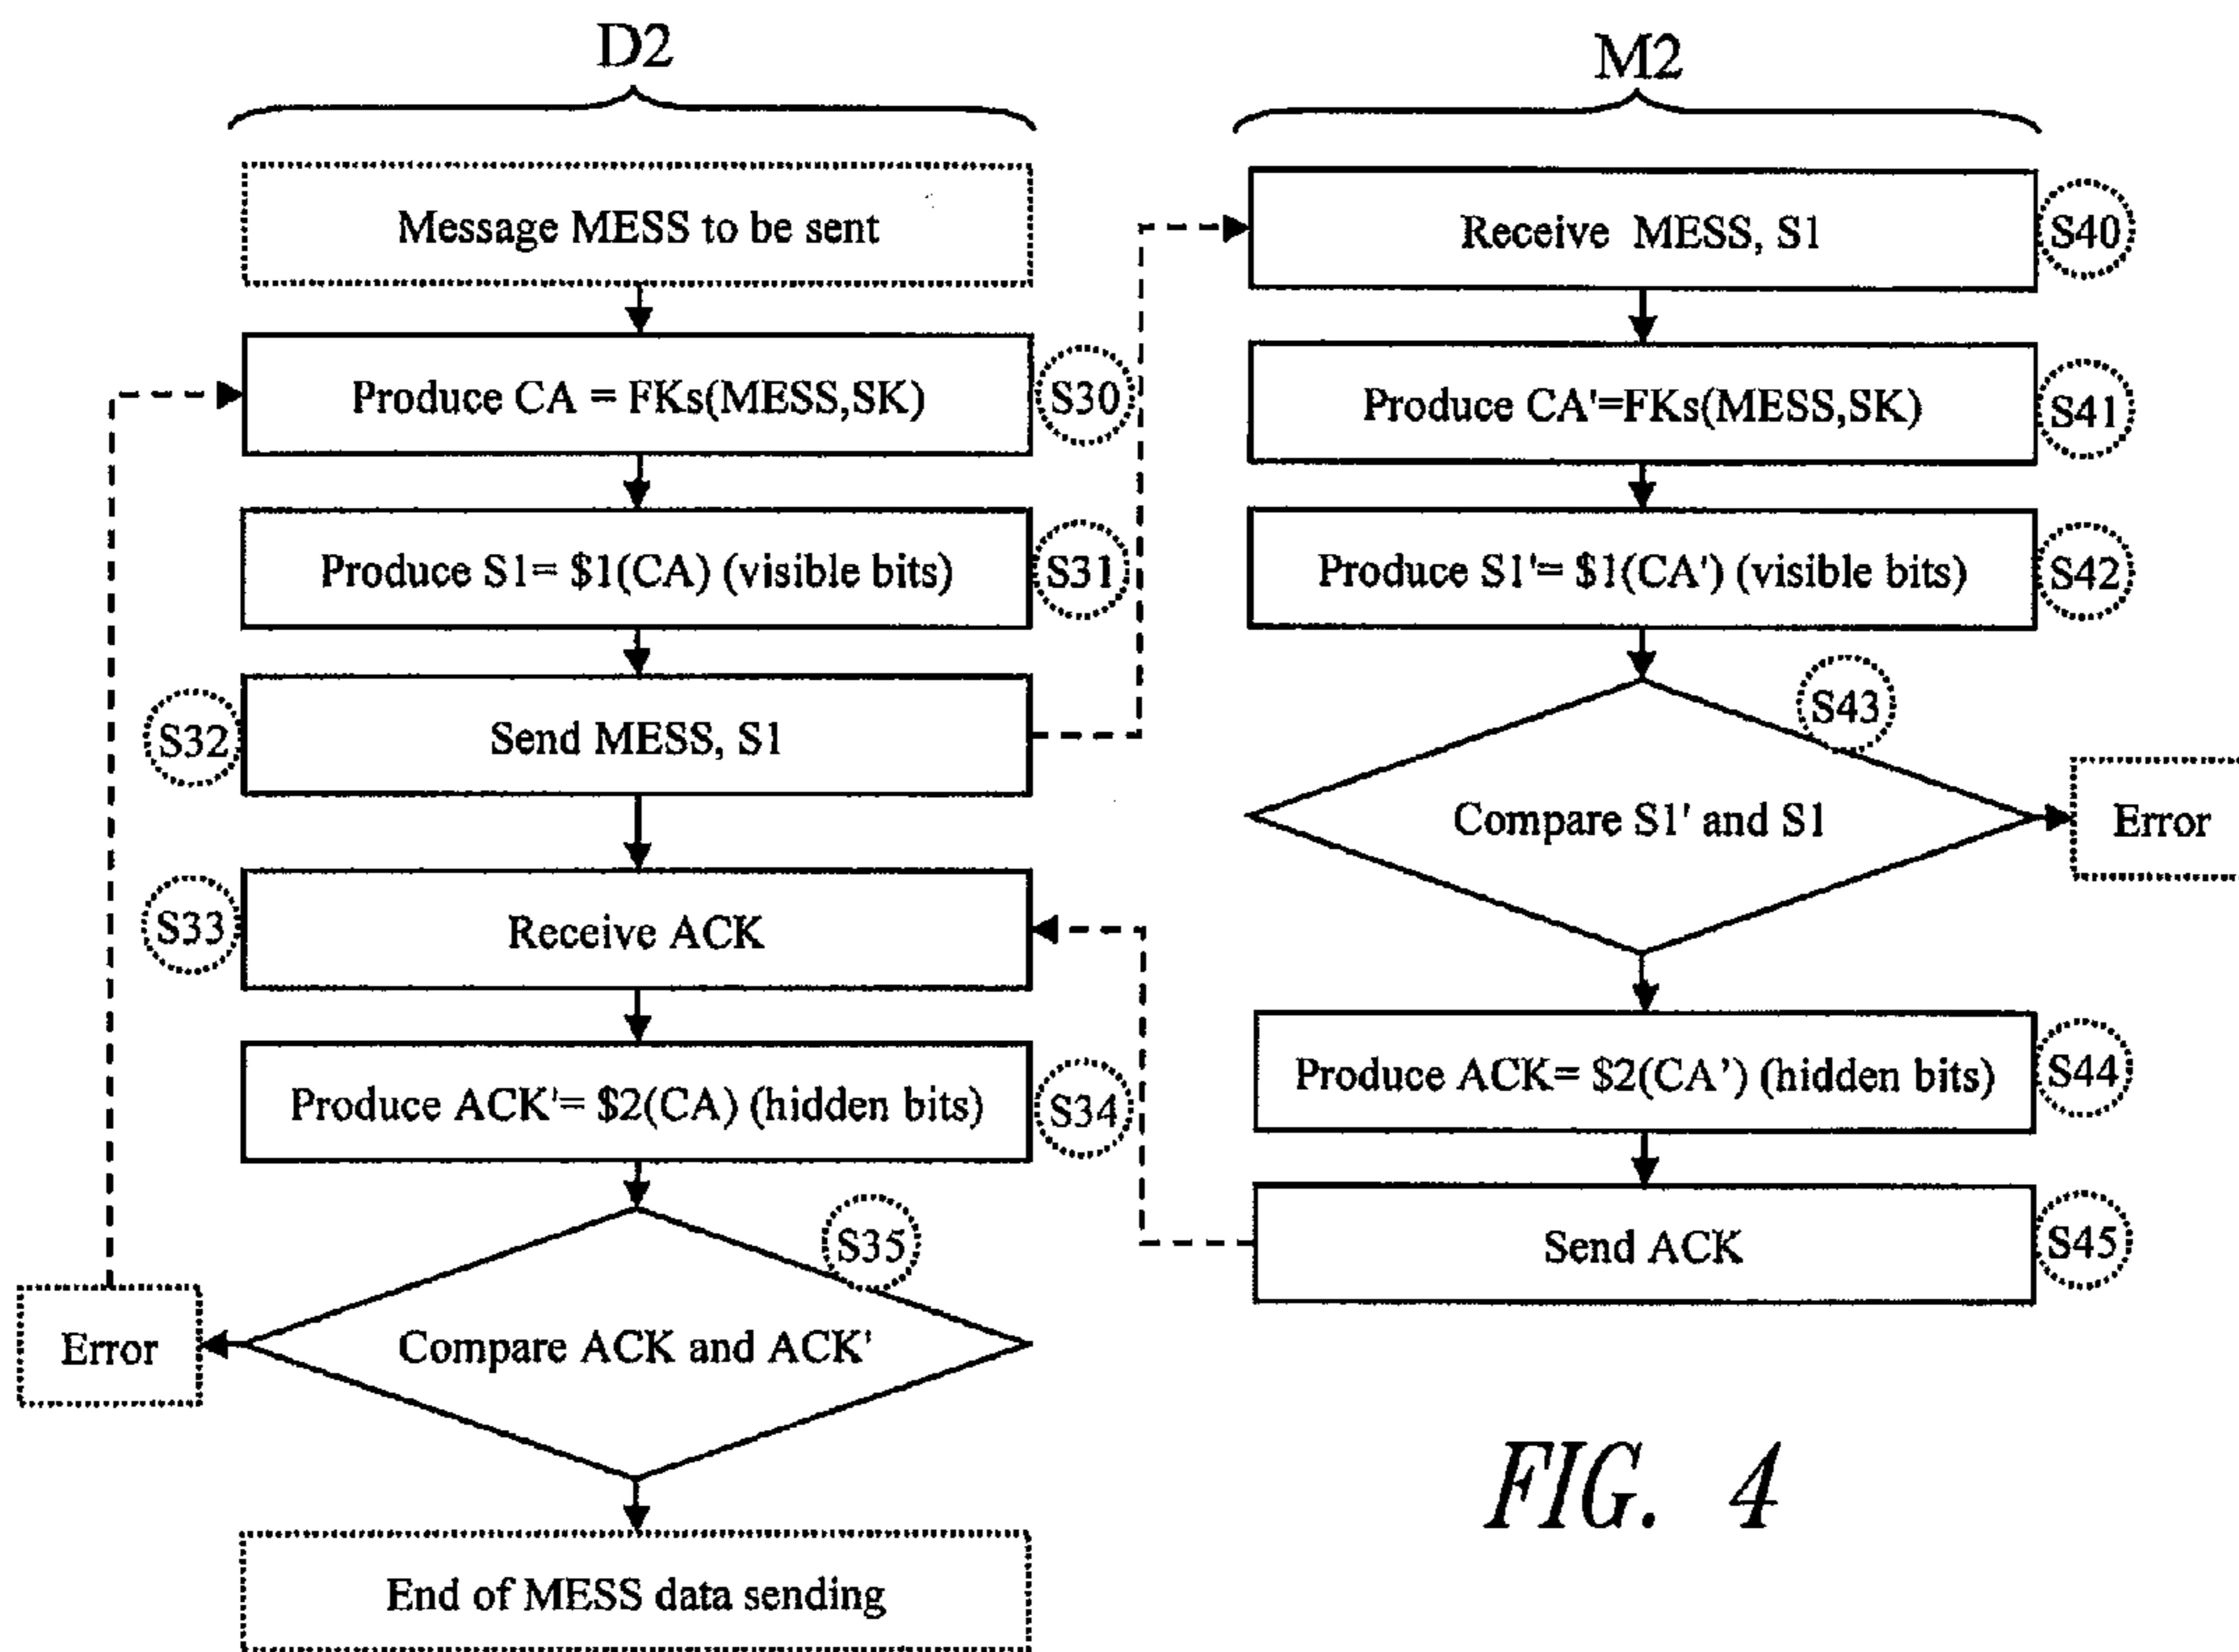 D2
Message MESS to be sent
Produce CA = FKs(MESS,SK)
S30
Produce S1= $1(CA) (visible bits)
S31
S32
Send MESS, S1
S33
Receive ACK
Produce ACK'= $2(CA) (hidden bits)
S34
S35
Error
Compare ACK and ACK'
End of MESS data sending
M2
Receive MESS, S1
S40
Produce CA'=FKs(MESS,SK)
S41
Produce S1'= $1(CA') (visible bits)
S42
S43
Compare S1' and S1
Error
Produce ACK= $2(CA’) (hidden bits)
S44
Send ACK
S45
FIG. 4